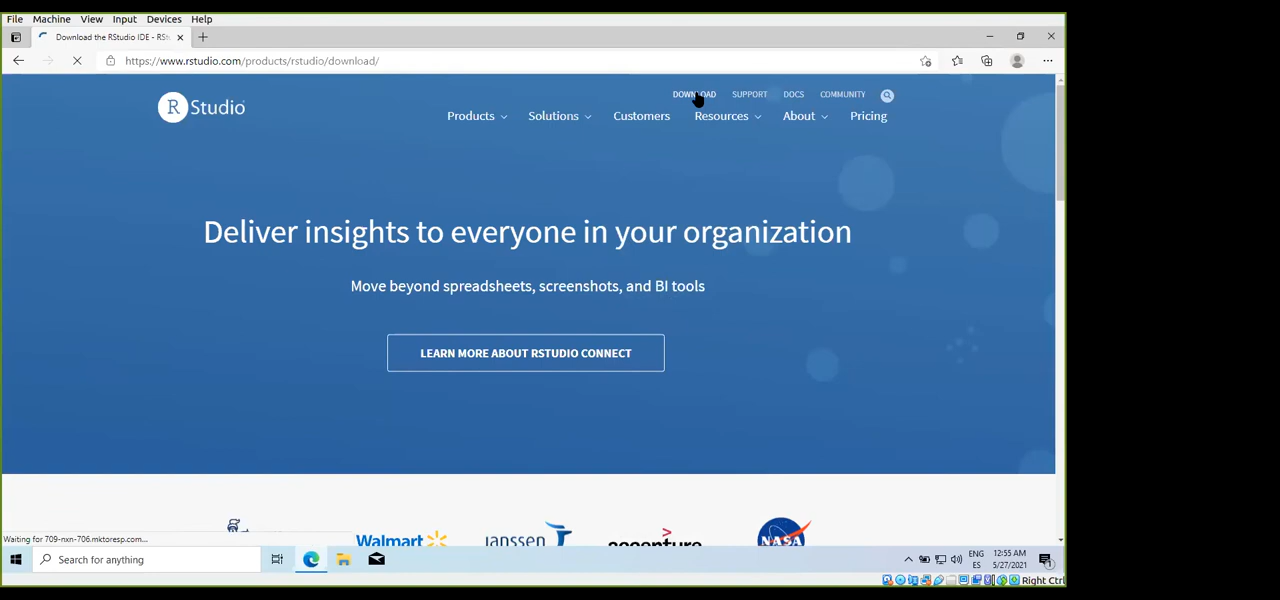 File Machine View Input Devices Help
Download the RStudio IDE - RSt
https://www.rstudio.com/products/rstudio/download/
DOWNLOAD SUPPORT DOCS COMMUNITY
R Studio
Products Solutions Customers Resources About Pricing
Deliver insights to everyone in your organization
Move beyond spreadsheets, screenshots, and BI tools
LEARN MORE ABOUT RSTUDIO CONNECT
Walmart janssen accenture NASA
Waiting for 709-nxn-706.mktoresp.com...
Search for anything
ENG 12:55 AM
ES 5/27/2021
1
Right Ctrl